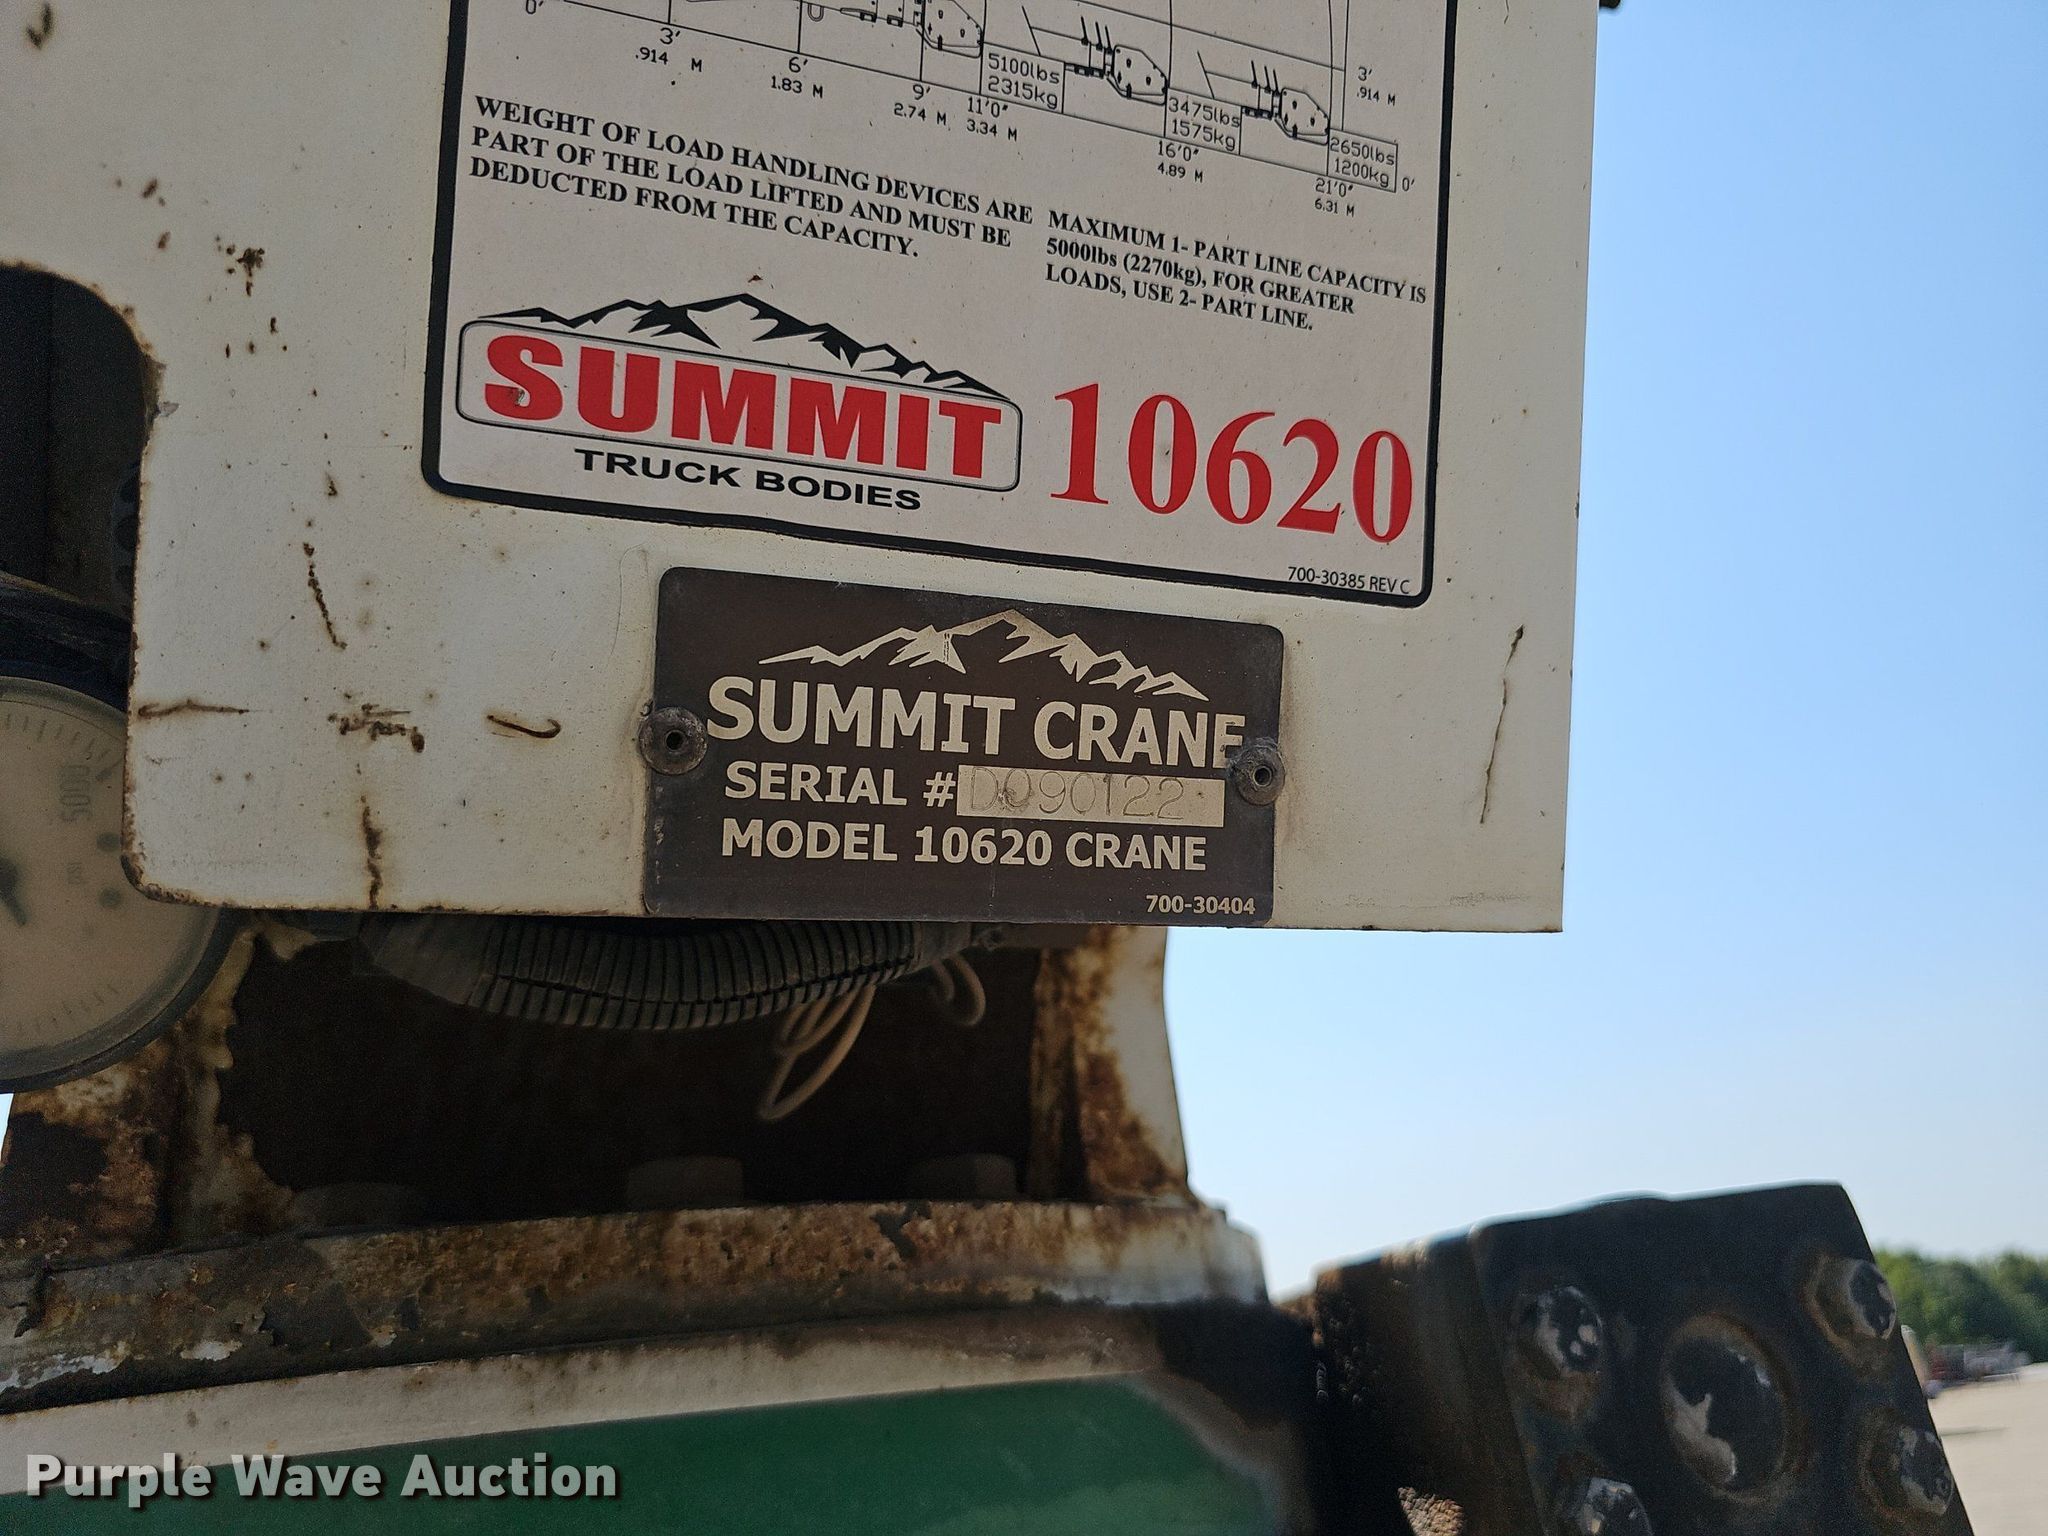 0'
3'
.914 M
6'
1.83 M
9'
2.74 M
11'0"
3.34 M
5100lbs
2315kg
3475lbs
1575kg
16'0"
4.89 M
2650lbs
1200kg
0'
21'0"
6.31 M
3'
.914 M
WEIGHT OF LOAD HANDLING DEVICES ARE
PART OF THE LOAD LIFTED AND MUST BE
DEDUCTED FROM THE CAPACITY.
MAXIMUM 1- PART LINE CAPACITY IS
5000lbs (2270kg), FOR GREATER
LOADS, USE 2- PART LINE.
SUMMIT
TRUCK BODIES
10620
700-30385 REV C
SUMMIT CRANE
SERIAL # D090122
MODEL 10620 CRANE
700-30404
5000
psi
Purple Wave Auction